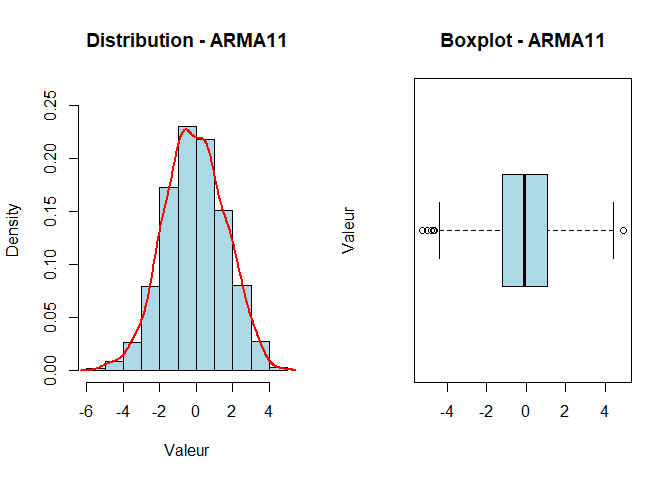 Distribution - ARMA11
Density
0.00 0.05 0.10 0.15 0.20 0.25
-6 -4 -2 0 2 4
Valeur
Boxplot - ARMA11
Valeur
-4 -2 0 2 4